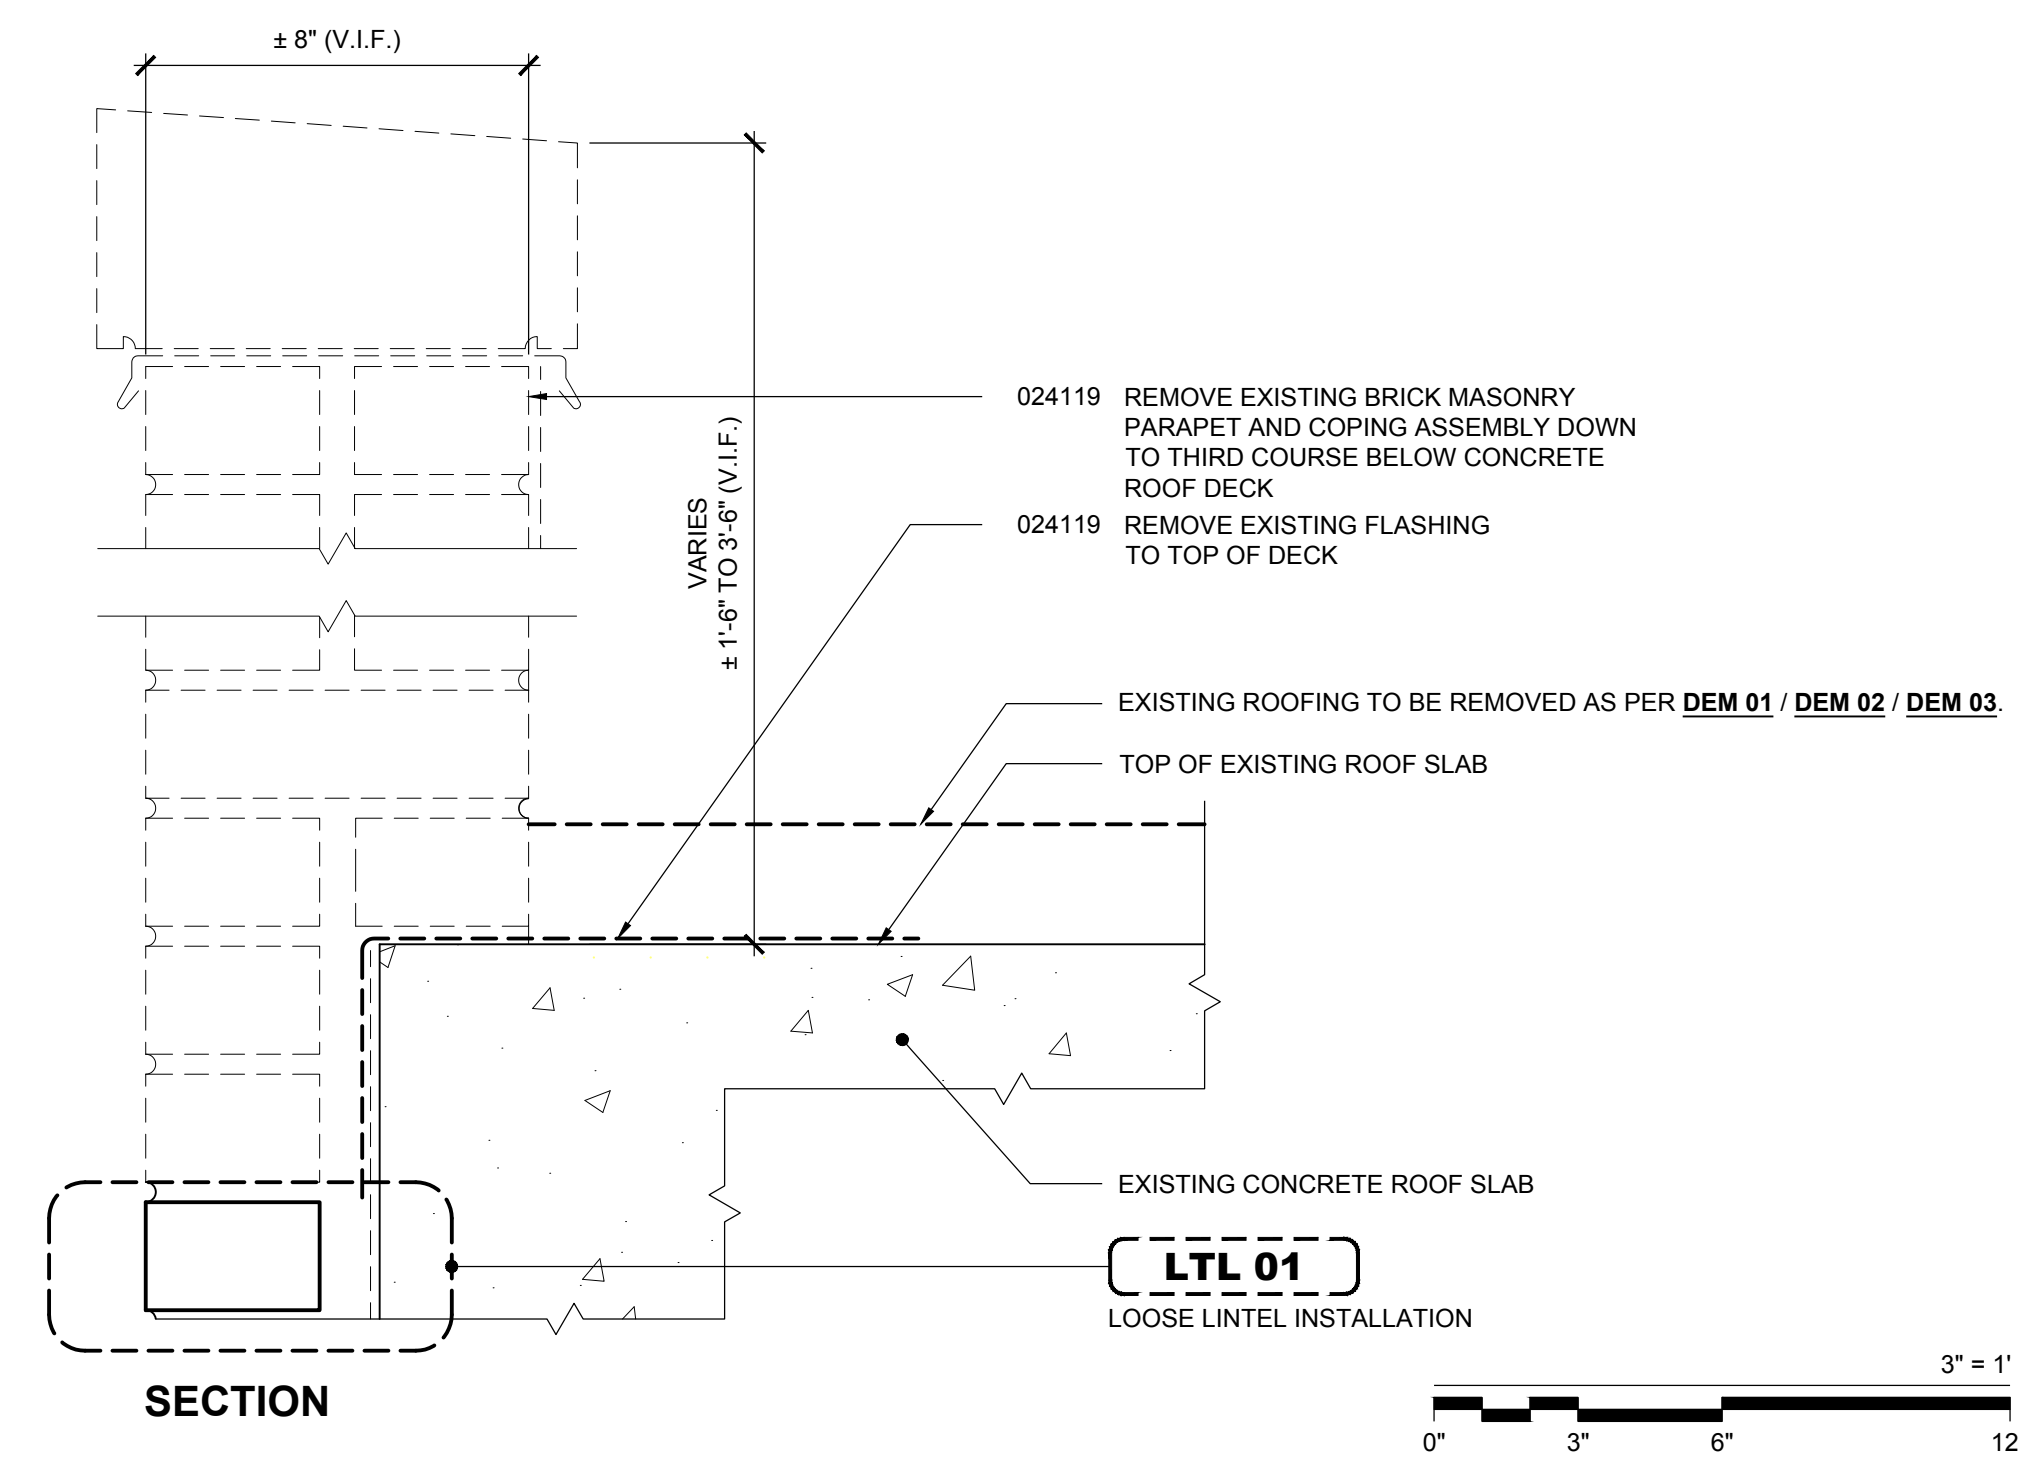 ± 8" (V.I.F.)
024119 REMOVE EXISTING BRICK MASONRY
PARAPET AND COPING ASSEMBLY DOWN
TO THIRD COURSE BELOW CONCRETE
ROOF DECK
VARIES
± 1'-6" TO 3'-6" (V.I.F.)
024119 REMOVE EXISTING FLASHING
TO TOP OF DECK
EXISTING ROOFING TO BE REMOVED AS PER DEM 01 / DEM 02 / DEM 03.
TOP OF EXISTING ROOF SLAB
EXISTING CONCRETE ROOF SLAB
LTL 01
LOOSE LINTEL INSTALLATION
SECTION
3" = 1'
0" 3" 6" 12